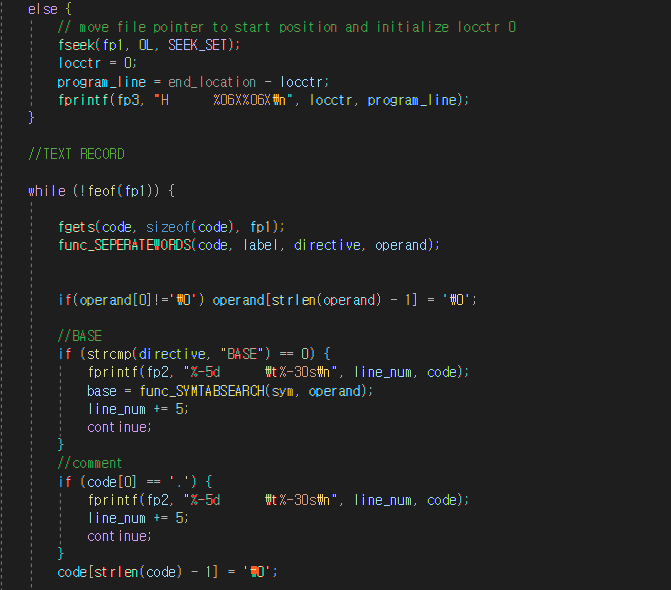 else {
// move file pointer to start position and initialize locctr 0
fseek(fp1, 0L, SEEK_SET);
locctr = 0;
program_line = end_location - locctr;
fprintf(fp3, "H      %06X%06X₩n", locctr, program_line);
}
//TEXT RECORD
while (!feof(fp1)) {
fgets(code, sizeof(code), fp1);
func_SEPERATEWORDS(code, label, directive, operand);
if(operand[0]!='₩0') operand[strlen(operand) - 1] = '₩0';
//BASE
if (strcmp(directive, "BASE") == 0) {
fprintf(fp2, "%-5d      ₩t%-30s₩n", line_num, code);
base = func_SYMTABSEARCH(sym, operand);
line_num += 5;
continue;
}
//comment
if (code[0] == '.') {
fprintf(fp2, "%-5d      ₩t%-30s₩n", line_num, code);
line_num += 5;
continue;
}
code[strlen(code) - 1] = '₩0';